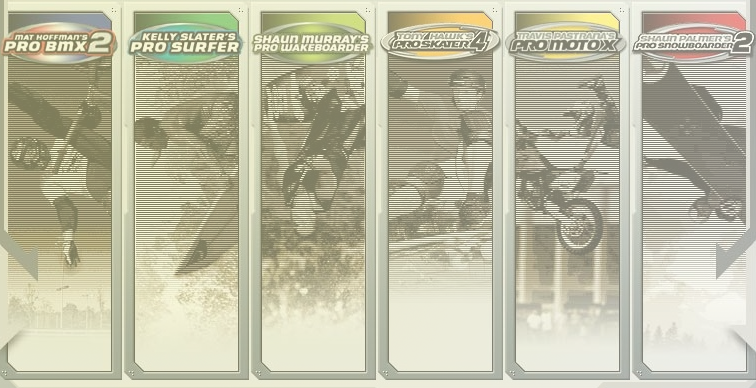 MAT HOFFMAN'S
PRO BMX 2
KELLY SLATER'S
PRO SURFER
SHAUN MURRAY'S
PRO WAKEBOARDER
TONY HAWK'S
PRO SKATER 4
TRAVIS PASTRANA'S
PRO MOTO X
SHAUN PALMER'S
PRO SNOWBOARDER 2